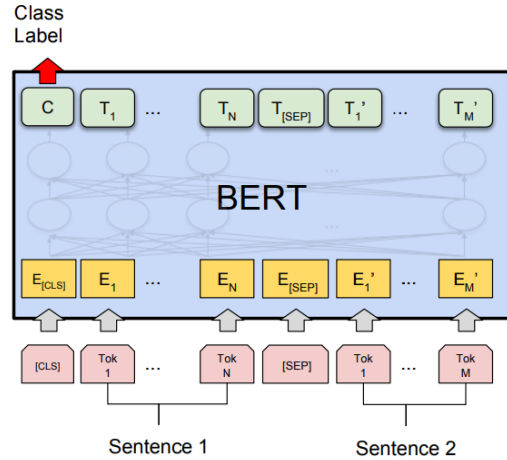 Class
Label
C T1 ... TN T[SEP] T1' ... TM'
...
BERT
...
E[CLS] E1 ... EN E[SEP] E1' ... EM'
[CLS] Tok 1 ... Tok N [SEP] Tok 1 ... Tok M
Sentence 1 Sentence 2